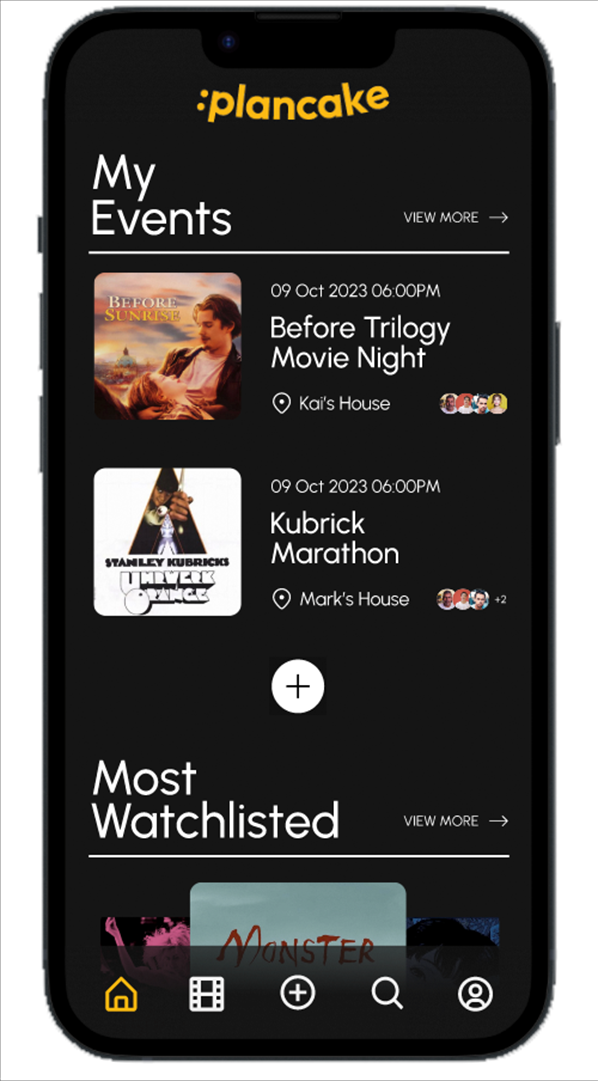 :plancake
My
Events
VIEW MORE
BEFORE
SUNRISE
09 Oct 2023 06:00PM
Before Trilogy
Movie Night
Kai's House
STANLEY KUBRICKS
UHRWERK
ORANGE
09 Oct 2023 06:00PM
Kubrick
Marathon
Mark's House
+2
Most
Watchlisted
VIEW MORE
MONSTER